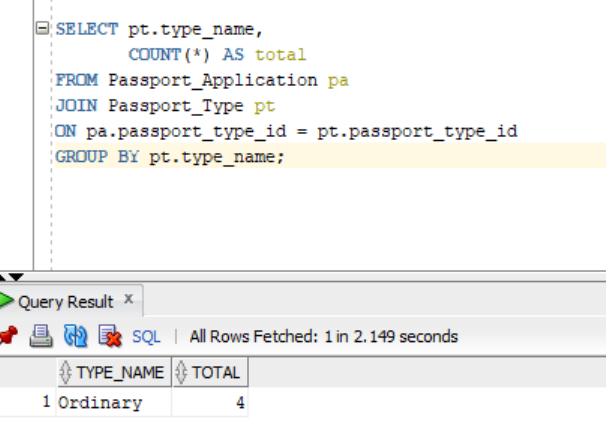 SELECT pt.type_name,
COUNT(*) AS total
FROM Passport_Application pa
JOIN Passport_Type pt
ON pa.passport_type_id = pt.passport_type_id
GROUP BY pt.type_name;
Query Result x
SQL | All Rows Fetched: 1 in 2.149 seconds
TYPE_NAME TOTAL
1 Ordinary 4